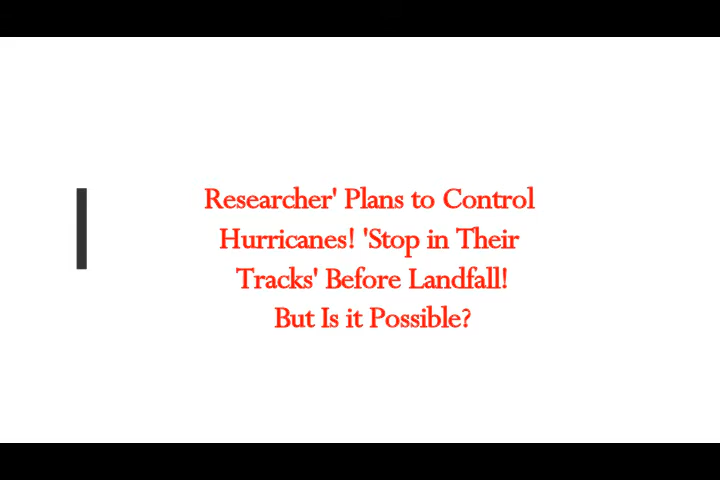 Researcher' Plans to Control
Hurricanes! 'Stop in Their
Tracks' Before Landfall!
But Is it Possible?